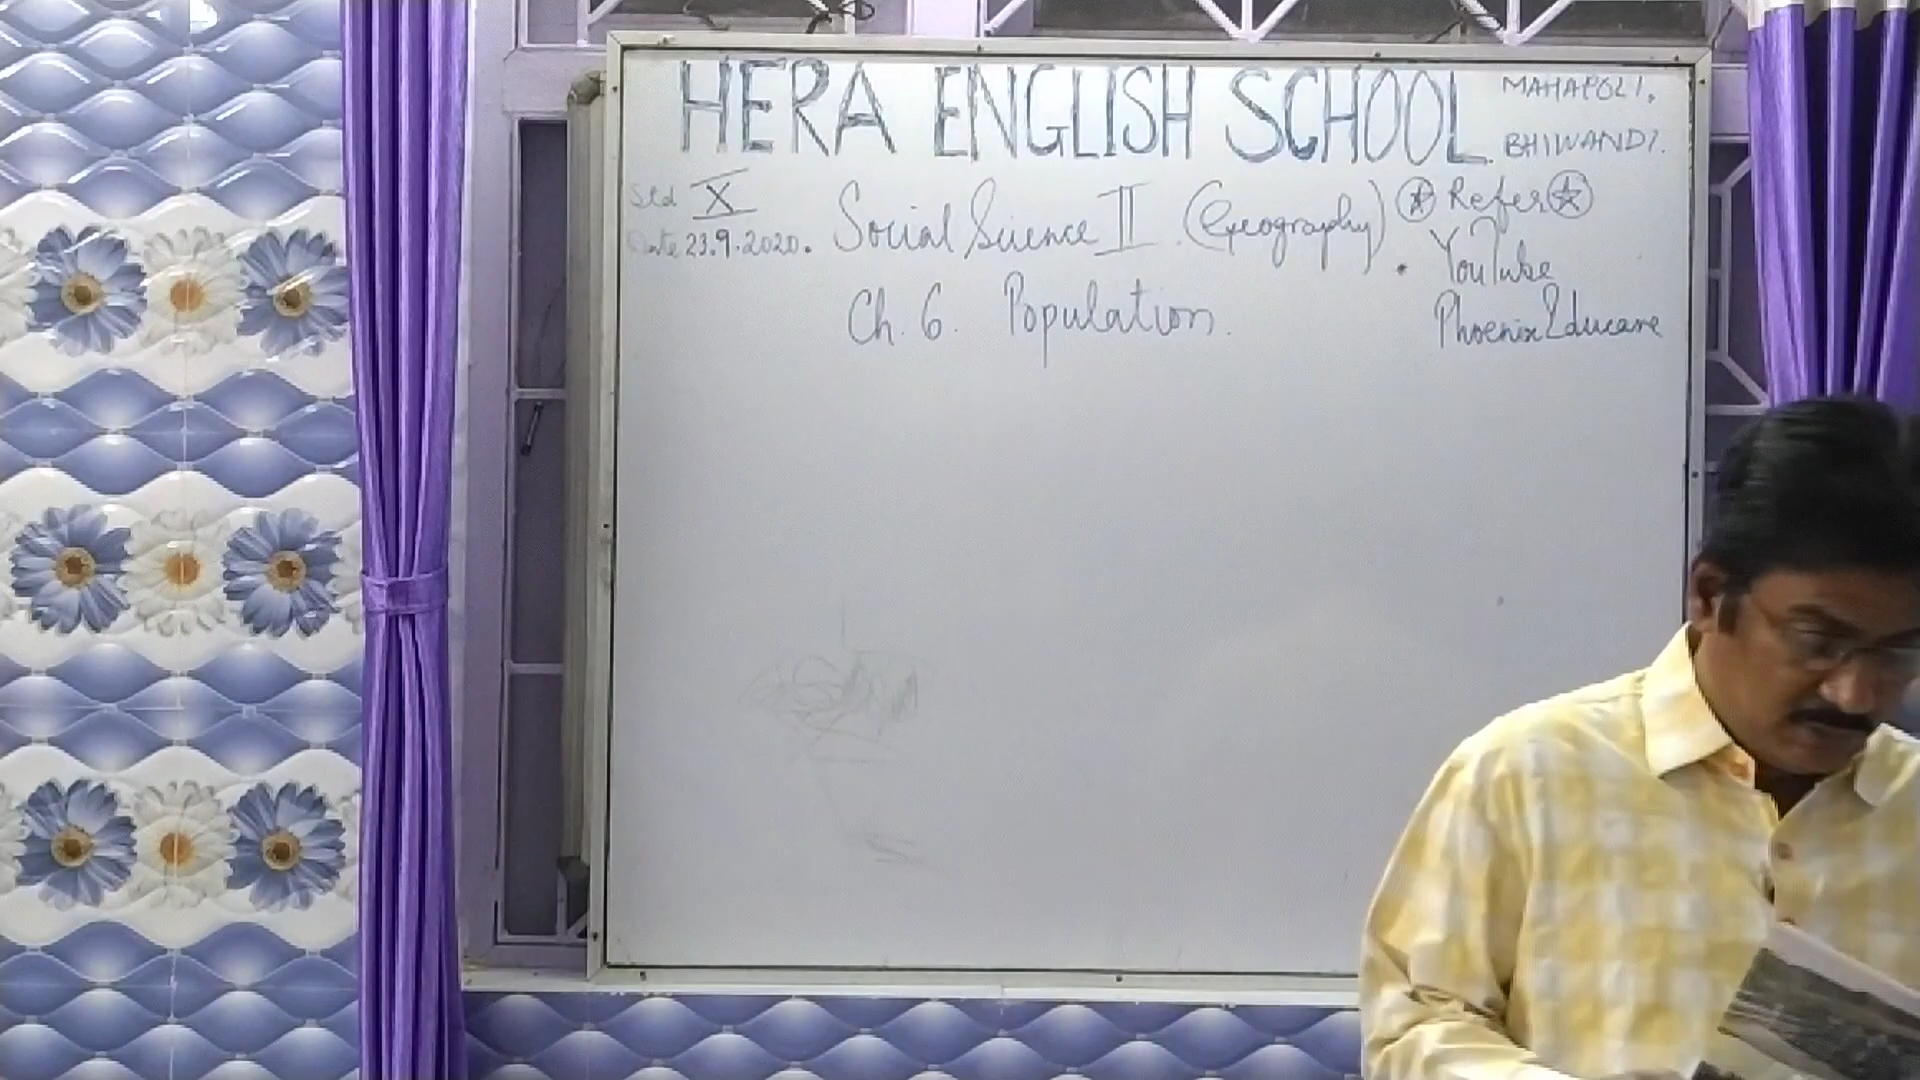 HERA ENGLISH SCHOOL. MAHAPOLI,
BHIWANDI.
Std X Social Science II (Geography) Refer
Date 23.9.2020. YouTube
Ch. 6. Population. Phoenix Educare